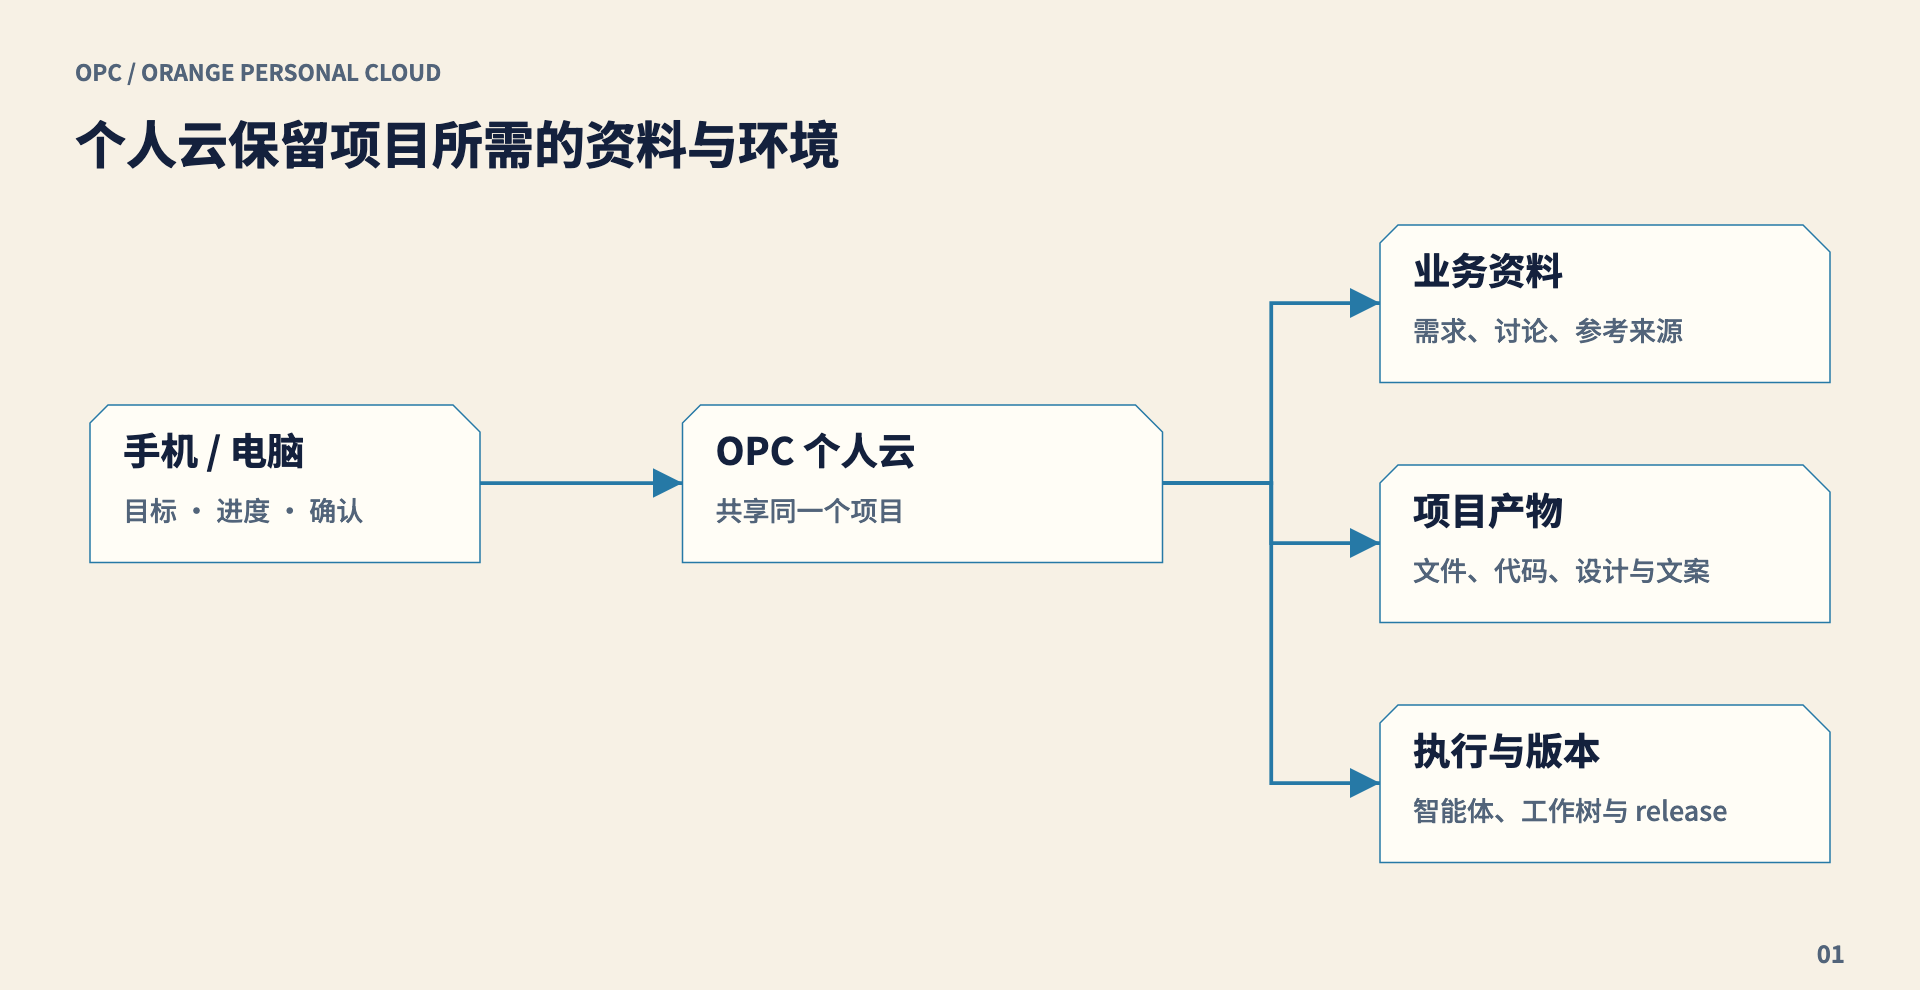 OPC / ORANGE PERSONAL CLOUD
个人云保留项目所需的资料与环境
手机 / 电脑
目标 · 进度 · 确认
OPC 个人云
共享同一个项目
业务资料
需求、讨论、参考来源
项目产物
文件、代码、设计与文案
执行与版本
智能体、工作树与 release
01